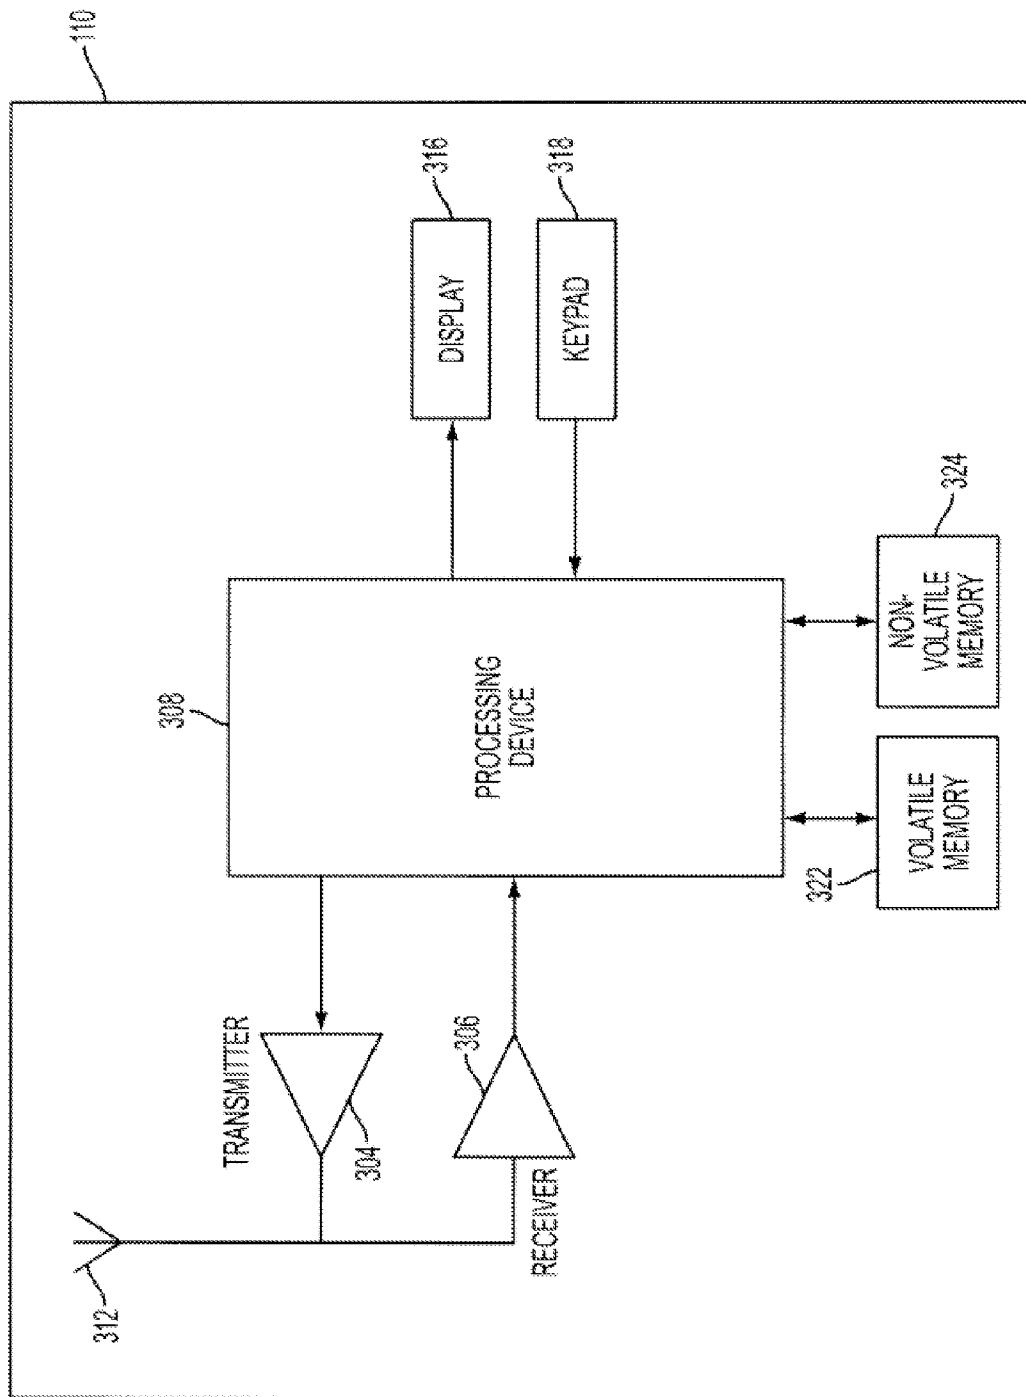 110
312
TRANSMITTER
304
RECEIVER
306
308
PROCESSING
DEVICE
DISPLAY
316
KEYPAD
318
322
VOLATILE
MEMORY
NON-
VOLATILE
MEMORY
324